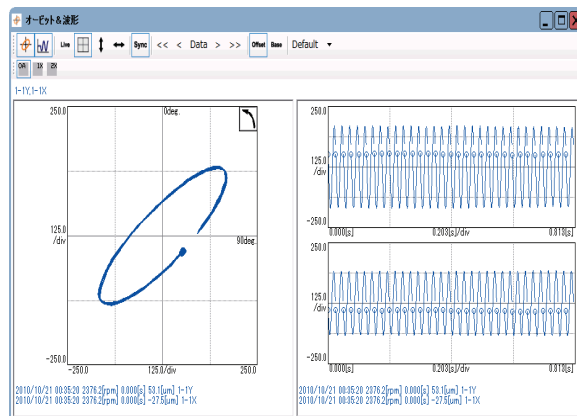 オービット＆波形
Live Sync << < Data > >> Offset Base Default
OA 1X 2X
1-1Y,1-1X
250.0 0deg.
125.0 /div 90deg.
-250.0
-250.0 125.0/div 250.0
2010/10/21 00:35:20 2376.2[rpm] 0.000[s] 53.1[um] 1-1Y
2010/10/21 00:35:20 2376.2[rpm] 0.000[s] -27.5[um] 1-1X
250.0
125.0 /div
-250.0
0.000[s] 0.203[s]/div 0.813[s]
250.0
125.0 /div
-250.0
0.000[s] 0.203[s]/div 0.813[s]
2010/10/21 00:35:20 2376.2[rpm] 0.000[s] 53.1[um] 1-1Y
2010/10/21 00:35:20 2376.2[rpm] 0.000[s] -27.5[um] 1-1X